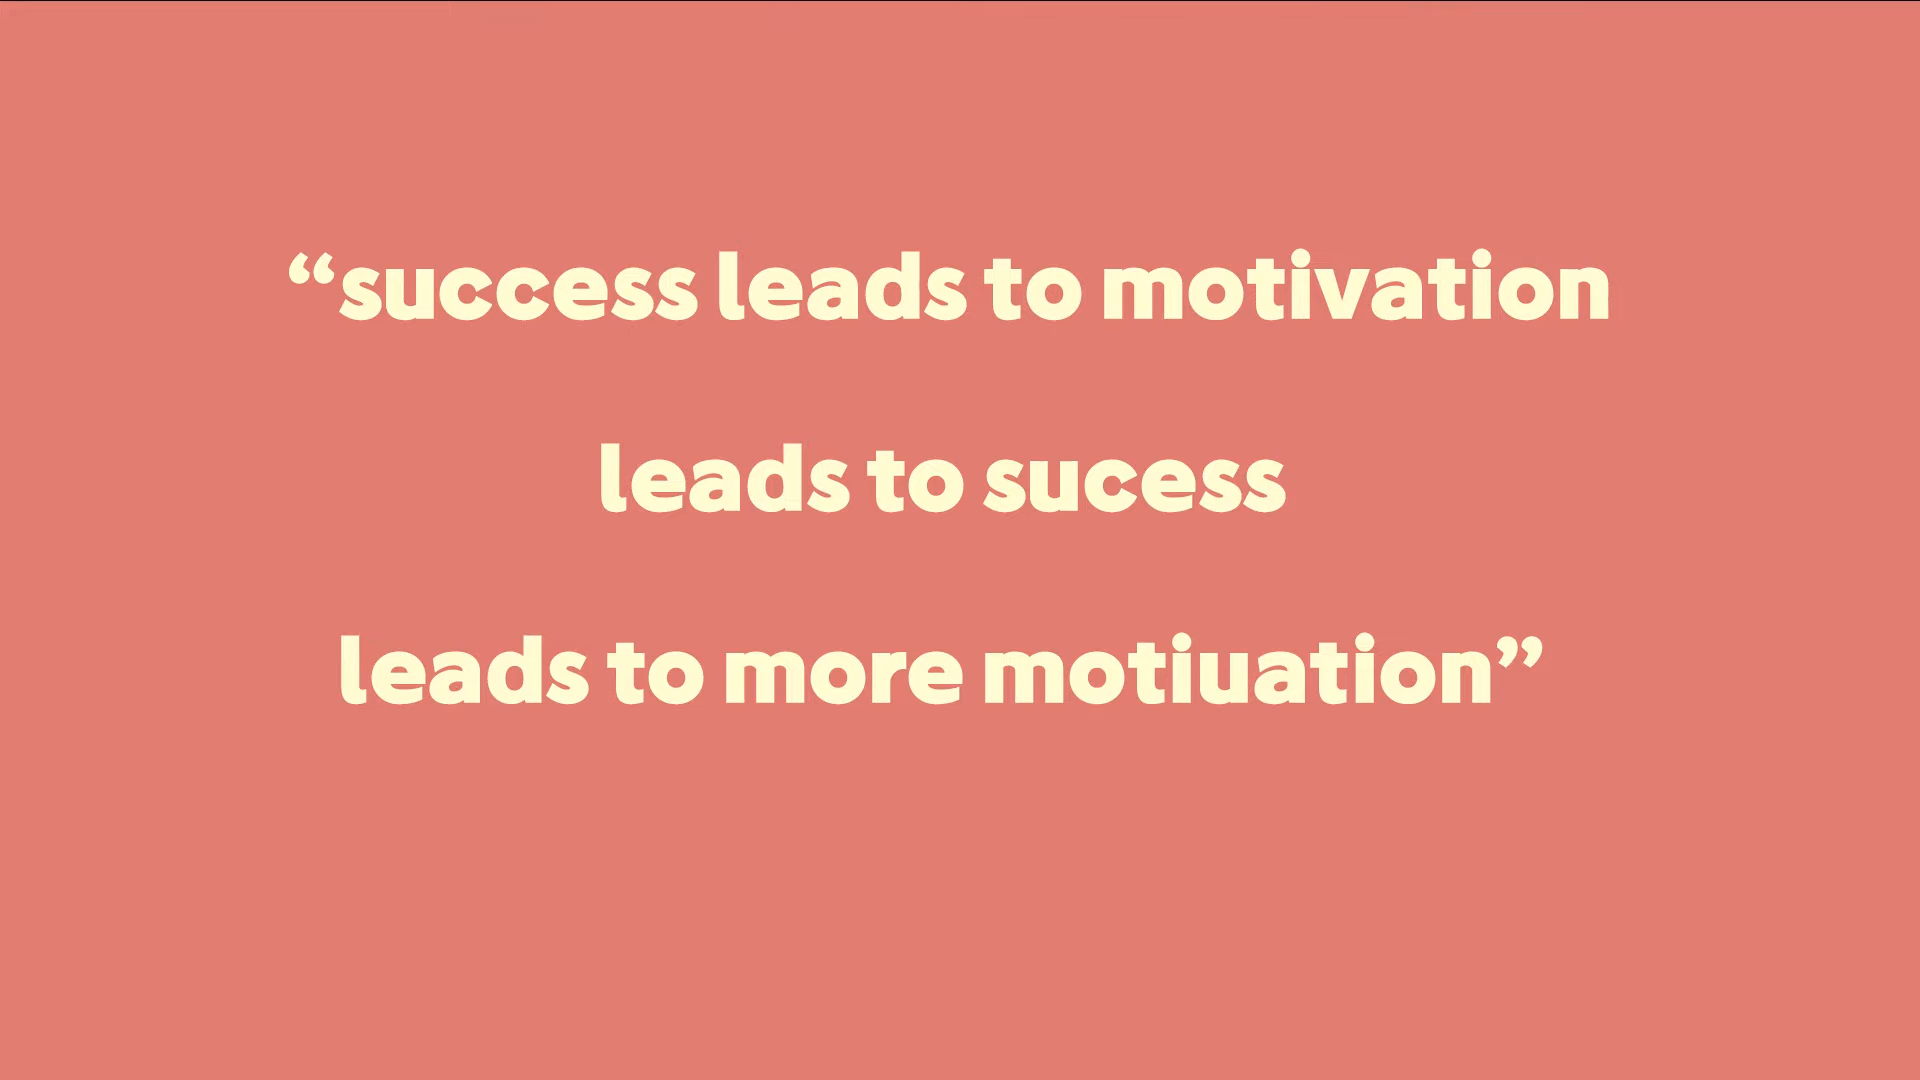 “success leads to motivation
leads to sucess
leads to more motiuation”